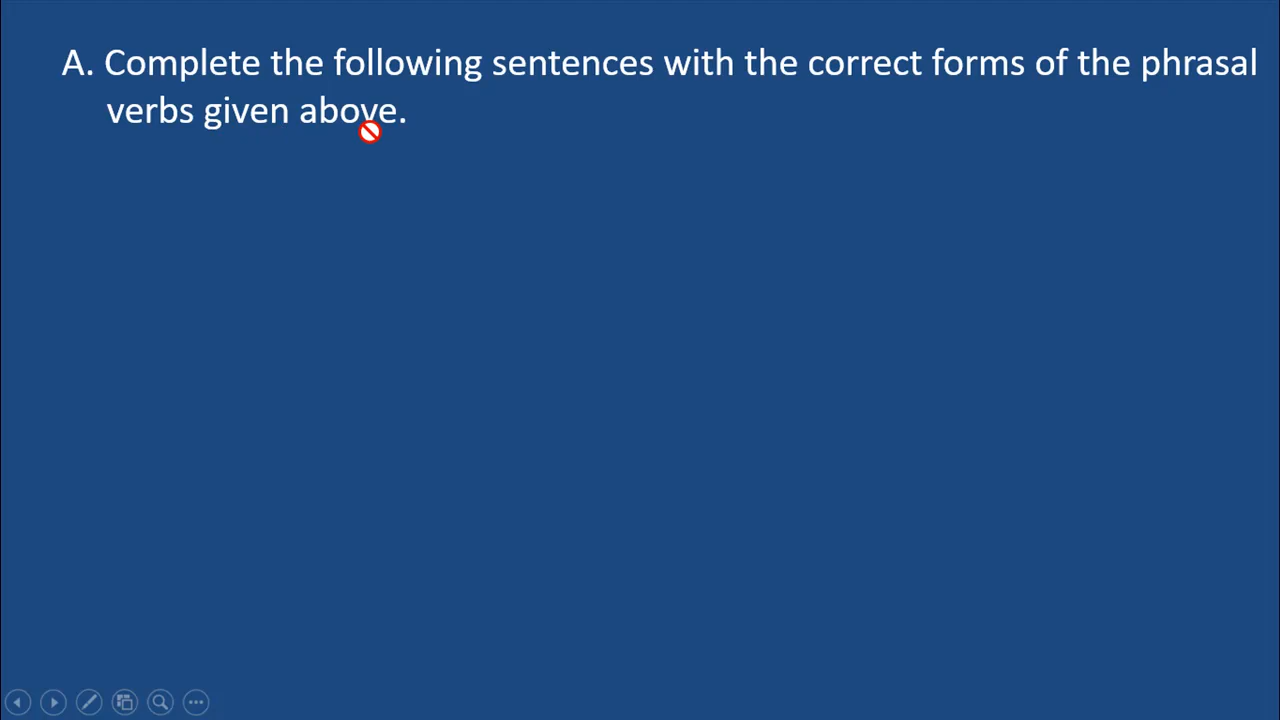 A. Complete the following sentences with the correct forms of the phrasal
verbs given above.